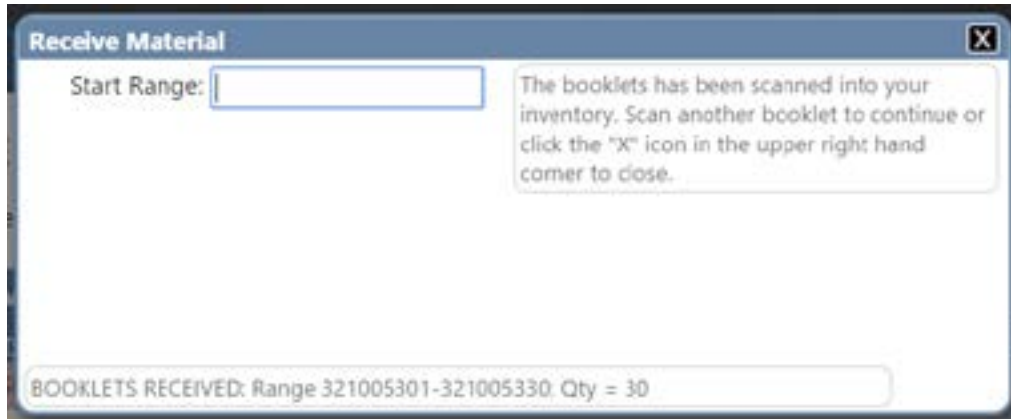 Receive Material
X
Start Range:
The booklets has been scanned into your
inventory. Scan another booklet to continue or
click the "X" icon in the upper right hand
corner to close.
BOOKLETS RECEIVED: Range 321005301-321005330: Qty = 30